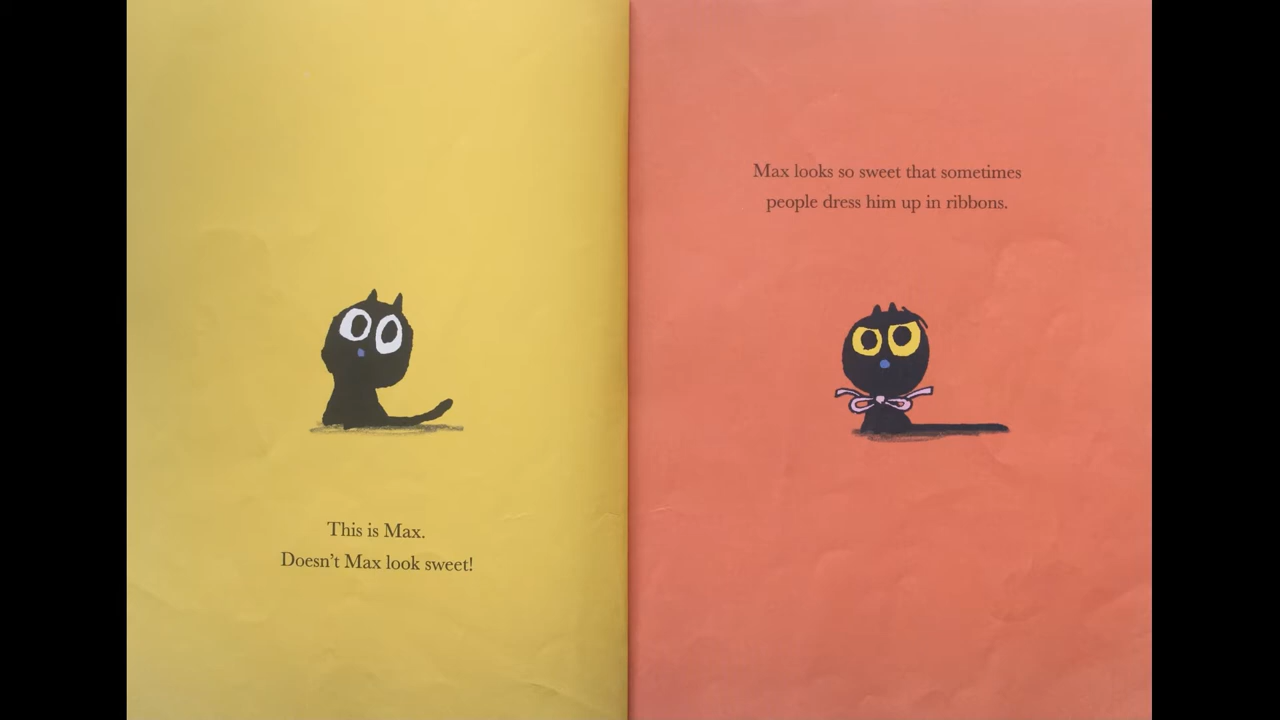 This is Max.
Doesn't Max look sweet!
Max looks so sweet that sometimes
people dress him up in ribbons.